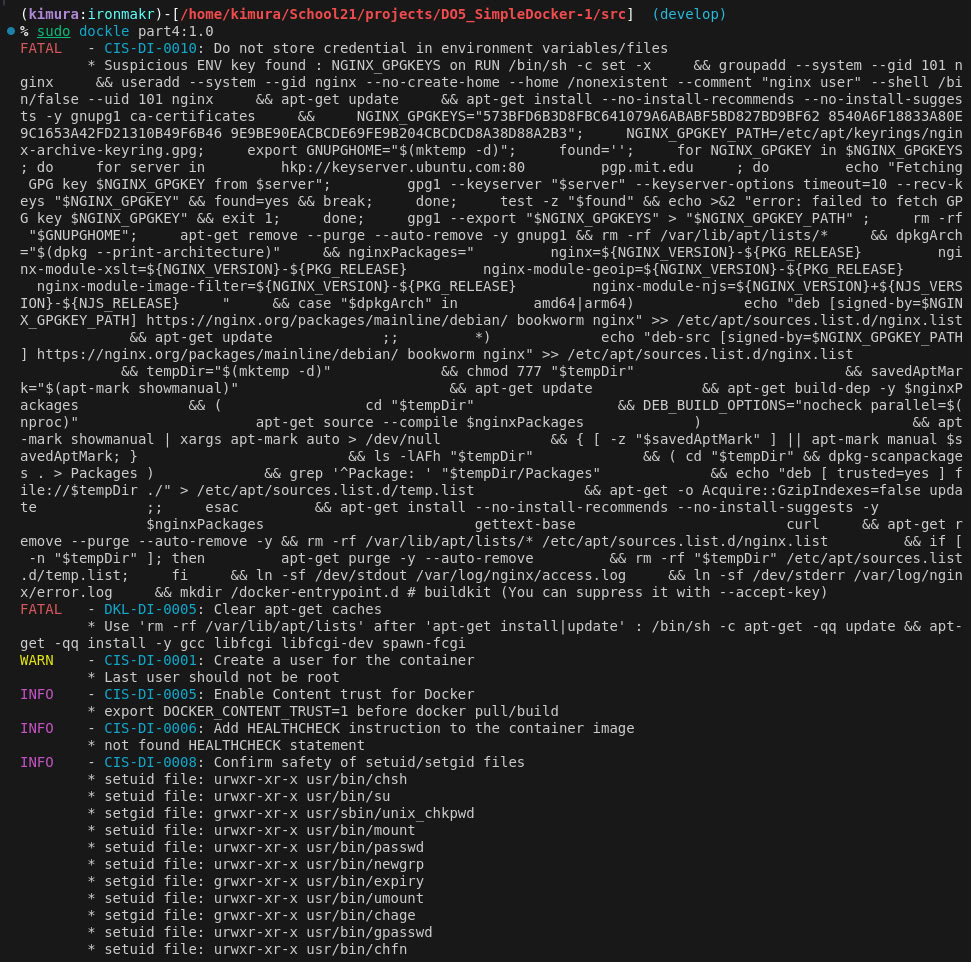 (kimura:ironmakr)-[/home/kimura/School21/projects/DO5_SimpleDocker-1/src]  (develop)
% sudo dockle part4:1.0
FATAL   - CIS-DI-0010: Do not store credential in environment variables/files
        * Suspicious ENV key found : NGINX_GPGKEYS on RUN /bin/sh -c set -x     && groupadd --system --gid 101 n
ginx     && useradd --system --gid nginx --no-create-home --home /nonexistent --comment "nginx user" --shell /bi
n/false --uid 101 nginx     && apt-get update     && apt-get install --no-install-recommends --no-install-sugges
ts -y gnupg1 ca-certificates     &&     NGINX_GPGKEYS="573BFD6B3D8FBC641079A6ABABF5BD827BD9BF62 8540A6F18833A80E
9C1653A42FD21310B49F6B46 9E9BE90EACBCDE69FE9B204CBCDCD8A38D88A2B3";     NGINX_GPGKEY_PATH=/etc/apt/keyrings/ngin
x-archive-keyring.gpg;     export GNUPGHOME="$(mktemp -d)";     found='';     for NGINX_GPGKEY in $NGINX_GPGKEYS
; do     for server in         hkp://keyserver.ubuntu.com:80         pgp.mit.edu     ; do         echo "Fetching
 GPG key $NGINX_GPGKEY from $server";         gpg1 --keyserver "$server" --keyserver-options timeout=10 --recv-k
eys "$NGINX_GPGKEY" && found=yes && break;     done;     test -z "$found" && echo >&2 "error: failed to fetch GP
G key $NGINX_GPGKEY" && exit 1;     done;     gpg1 --export "$NGINX_GPGKEYS" > "$NGINX_GPGKEY_PATH" ;     rm -rf
 "$GNUPGHOME";     apt-get remove --purge --auto-remove -y gnupg1 && rm -rf /var/lib/apt/lists/*     && dpkgArch
="$(dpkg --print-architecture)"     && nginxPackages="         nginx=${NGINX_VERSION}-${PKG_RELEASE}         ngi
nx-module-xslt=${NGINX_VERSION}-${PKG_RELEASE}         nginx-module-geoip=${NGINX_VERSION}-${PKG_RELEASE}
  nginx-module-image-filter=${NGINX_VERSION}-${PKG_RELEASE}         nginx-module-njs=${NGINX_VERSION}+${NJS_VERS
ION}-${NJS_RELEASE}     "     && case "$dpkgArch" in         amd64|arm64)             echo "deb [signed-by=$NGIN
X_GPGKEY_PATH] https://nginx.org/packages/mainline/debian/ bookworm nginx" >> /etc/apt/sources.list.d/nginx.list
             && apt-get update             ;;         *)             echo "deb-src [signed-by=$NGINX_GPGKEY_PATH
] https://nginx.org/packages/mainline/debian/ bookworm nginx" >> /etc/apt/sources.list.d/nginx.list
            && tempDir="$(mktemp -d)"             && chmod 777 "$tempDir"                         && savedAptMar
k="$(apt-mark showmanual)"                         && apt-get update             && apt-get build-dep -y $nginxP
ackages             && (                 cd "$tempDir"                 && DEB_BUILD_OPTIONS="nocheck parallel=$(
nproc)"                     apt-get source --compile $nginxPackages             )                         && apt
-mark showmanual | xargs apt-mark auto > /dev/null             && { [ -z "$savedAptMark" ] || apt-mark manual $s
avedAptMark; }                         && ls -lAFh "$tempDir"             && ( cd "$tempDir" && dpkg-scanpackage
s . > Packages )             && grep '^Package: ' "$tempDir/Packages"             && echo "deb [ trusted=yes ] f
ile://$tempDir ./" > /etc/apt/sources.list.d/temp.list             && apt-get -o Acquire::GzipIndexes=false upda
te             ;;     esac         && apt-get install --no-install-recommends --no-install-suggests -y
               $nginxPackages                         gettext-base                         curl     && apt-get r
emove --purge --auto-remove -y && rm -rf /var/lib/apt/lists/* /etc/apt/sources.list.d/nginx.list         && if [
 -n "$tempDir" ]; then         apt-get purge -y --auto-remove         && rm -rf "$tempDir" /etc/apt/sources.list
.d/temp.list;     fi     && ln -sf /dev/stdout /var/log/nginx/access.log     && ln -sf /dev/stderr /var/log/ngin
x/error.log     && mkdir /docker-entrypoint.d # buildkit (You can suppress it with --accept-key)
FATAL   - DKL-DI-0005: Clear apt-get caches
        * Use 'rm -rf /var/lib/apt/lists' after 'apt-get install|update' : /bin/sh -c apt-get -qq update && apt-
get -qq install -y gcc libfcgi libfcgi-dev spawn-fcgi
WARN    - CIS-DI-0001: Create a user for the container
        * Last user should not be root
INFO    - CIS-DI-0005: Enable Content trust for Docker
        * export DOCKER_CONTENT_TRUST=1 before docker pull/build
INFO    - CIS-DI-0006: Add HEALTHCHECK instruction to the container image
        * not found HEALTHCHECK statement
INFO    - CIS-DI-0008: Confirm safety of setuid/setgid files
        * setuid file: urwxr-xr-x usr/bin/chsh
        * setuid file: urwxr-xr-x usr/bin/su
        * setgid file: grwxr-xr-x usr/sbin/unix_chkpwd
        * setuid file: urwxr-xr-x usr/bin/mount
        * setuid file: urwxr-xr-x usr/bin/passwd
        * setuid file: urwxr-xr-x usr/bin/newgrp
        * setgid file: grwxr-xr-x usr/bin/expiry
        * setuid file: urwxr-xr-x usr/bin/umount
        * setgid file: grwxr-xr-x usr/bin/chage
        * setuid file: urwxr-xr-x usr/bin/gpasswd
        * setuid file: urwxr-xr-x usr/bin/chfn